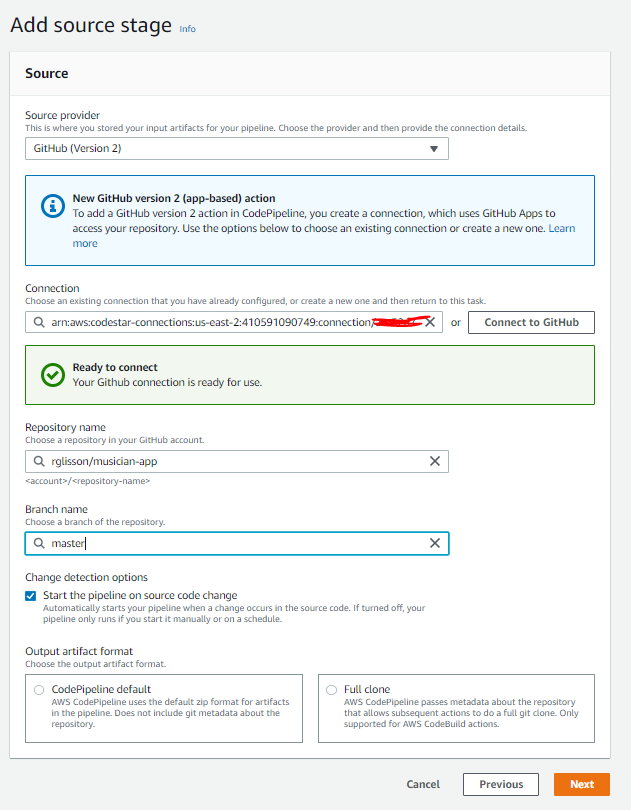 Add source stage Info
Source
Source provider
This is where you stored your input artifacts for your pipeline. Choose the provider and then provide the connection details.
GitHub (Version 2)
New GitHub version 2 (app-based) action
To add a GitHub version 2 action in CodePipeline, you create a connection, which uses GitHub Apps to
access your repository. Use the options below to choose an existing connection or create a new one. Learn
more
Connection
Choose an existing connection that you have already configured, or create a new one and then return to this task.
arn:aws:codestar-connections:us-east-2:410591090749:connection/
or
Connect to GitHub
Ready to connect
Your Github connection is ready for use.
Repository name
Choose a repository in your GitHub account.
rglisson/musician-app
<account>/<repository-name>
Branch name
Choose a branch of the repository.
master
Change detection options
Start the pipeline on source code change
Automatically starts your pipeline when a change occurs in the source code. If turned off, your
pipeline only runs if you start it manually or on a schedule.
Output artifact format
Choose the output artifact format.
CodePipeline default
AWS CodePipeline uses the default zip format for artifacts
in the pipeline. Does not include git metadata about the
repository.
Full clone
AWS CodePipeline passes metadata about the repository
that allows subsequent actions to do a full git clone. Only
supported for AWS CodeBuild actions.
Cancel
Previous
Next